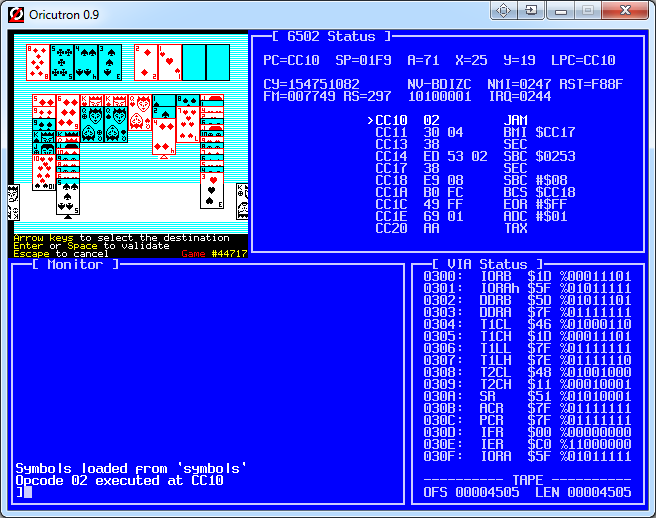 Oricutron 0.9
[ 6502 Status ]
PC=CC10 SP=01F9 A=71 X=25 Y=19 LPC=CC10
CY=154751082 NV-BDIZC NMI=0247 RST=F88F
FM=007749 RS=297 10100001 IRQ=0244
>CC10 02 JAM
CC11 30 04 BMI $CC17
CC13 38 SEC
CC14 ED 53 02 SBC $0253
CC17 38 SEC
CC18 E9 08 SBC #$08
CC1A B0 FC BCS $CC18
CC1C 49 FF EOR #$FF
CC1E 69 01 ADC #$01
CC20 AA TAX
Arrow keys to select the destination
Enter or Space to validate
Escape to cancel Game #44717
[ Monitor ]
Symbols loaded from 'symbols'
Opcode 02 executed at CC10
]
[ VIA Status ]
0300: IORB $1D %00011101
0301: IORAh $5F %01011111
0302: DDRB $5D %01011101
0303: DDRA $7F %01111111
0304: T1CL $46 %01000110
0305: T1CH $1D %00011101
0306: T1LL $7F %01111111
0307: T1LH $7E %01111110
0308: T2CL $48 %01001000
0309: T2CH $11 %00010001
030A: SR $51 %01010001
030B: ACR $7F %01111111
030C: PCR $7F %01111111
030D: IFR $00 %00000000
030E: IER $C0 %11000000
030F: IORA $5F %01011111
---------- TAPE ----------
OFS 00004505 LEN 00004505